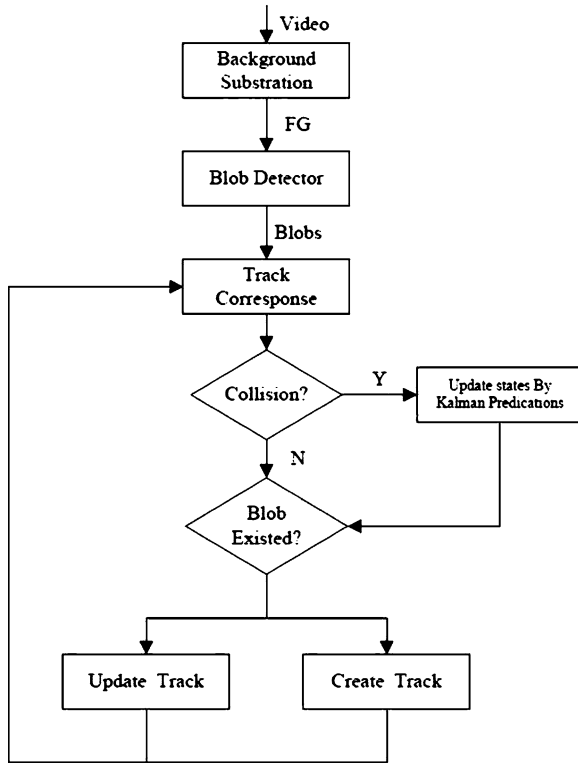 Video
Background
Substration
FG
Blob Detector
Blobs
Track
Corresponse
Collision?
Y
Update states By
Kalman Predications
N
Blob
Existed?
Update Track
Create Track